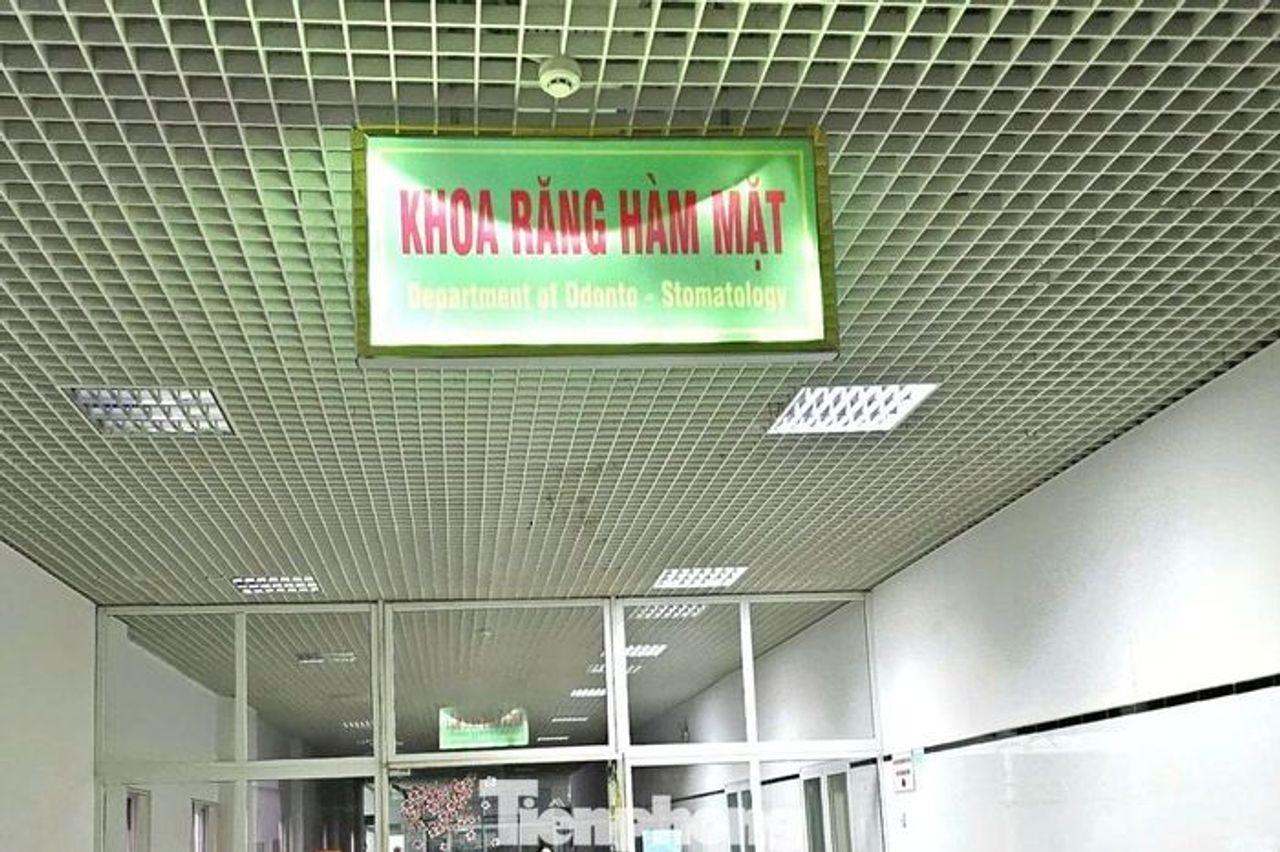 KHOA RĂNG HÀM MẶT
Department of Odonto - Stomatology
Tiền phong